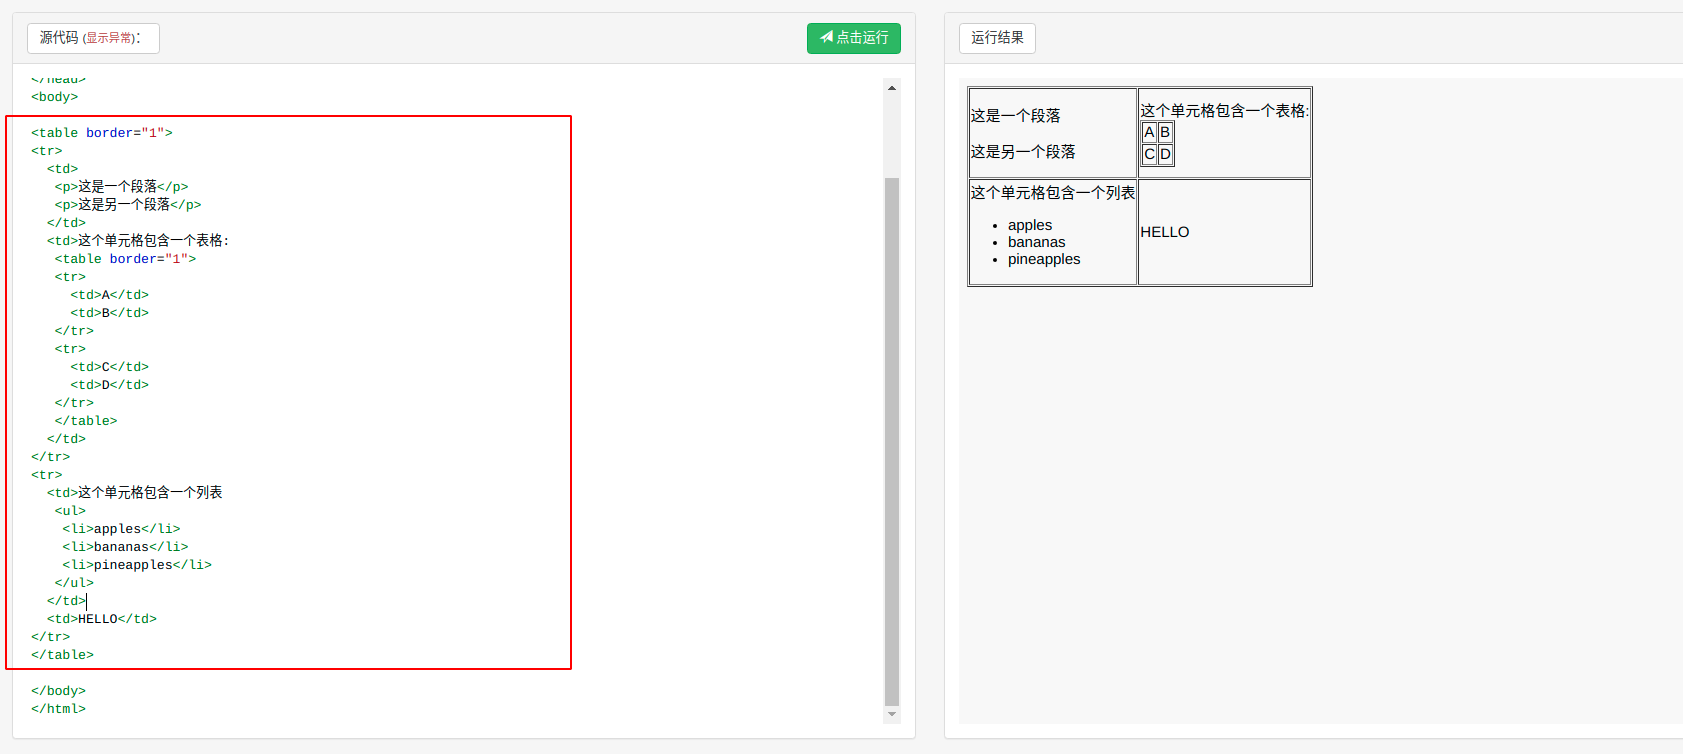 源代码 (显示异常)：
点击运行
</head>
<body>
<table border="1">
<tr>
<td>
<p>这是一个段落</p>
<p>这是另一个段落</p>
</td>
<td>这个单元格包含一个表格:
<table border="1">
<tr>
<td>A</td>
<td>B</td>
</tr>
<tr>
<td>C</td>
<td>D</td>
</tr>
</table>
</td>
</tr>
<tr>
<td>这个单元格包含一个列表
<ul>
<li>apples</li>
<li>bananas</li>
<li>pineapples</li>
</ul>
</td>
<td>HELLO</td>
</tr>
</table>
</body>
</html>
运行结果
这是一个段落
这是另一个段落
这个单元格包含一个表格:
A B
C D
这个单元格包含一个列表
• apples
• bananas
• pineapples
HELLO